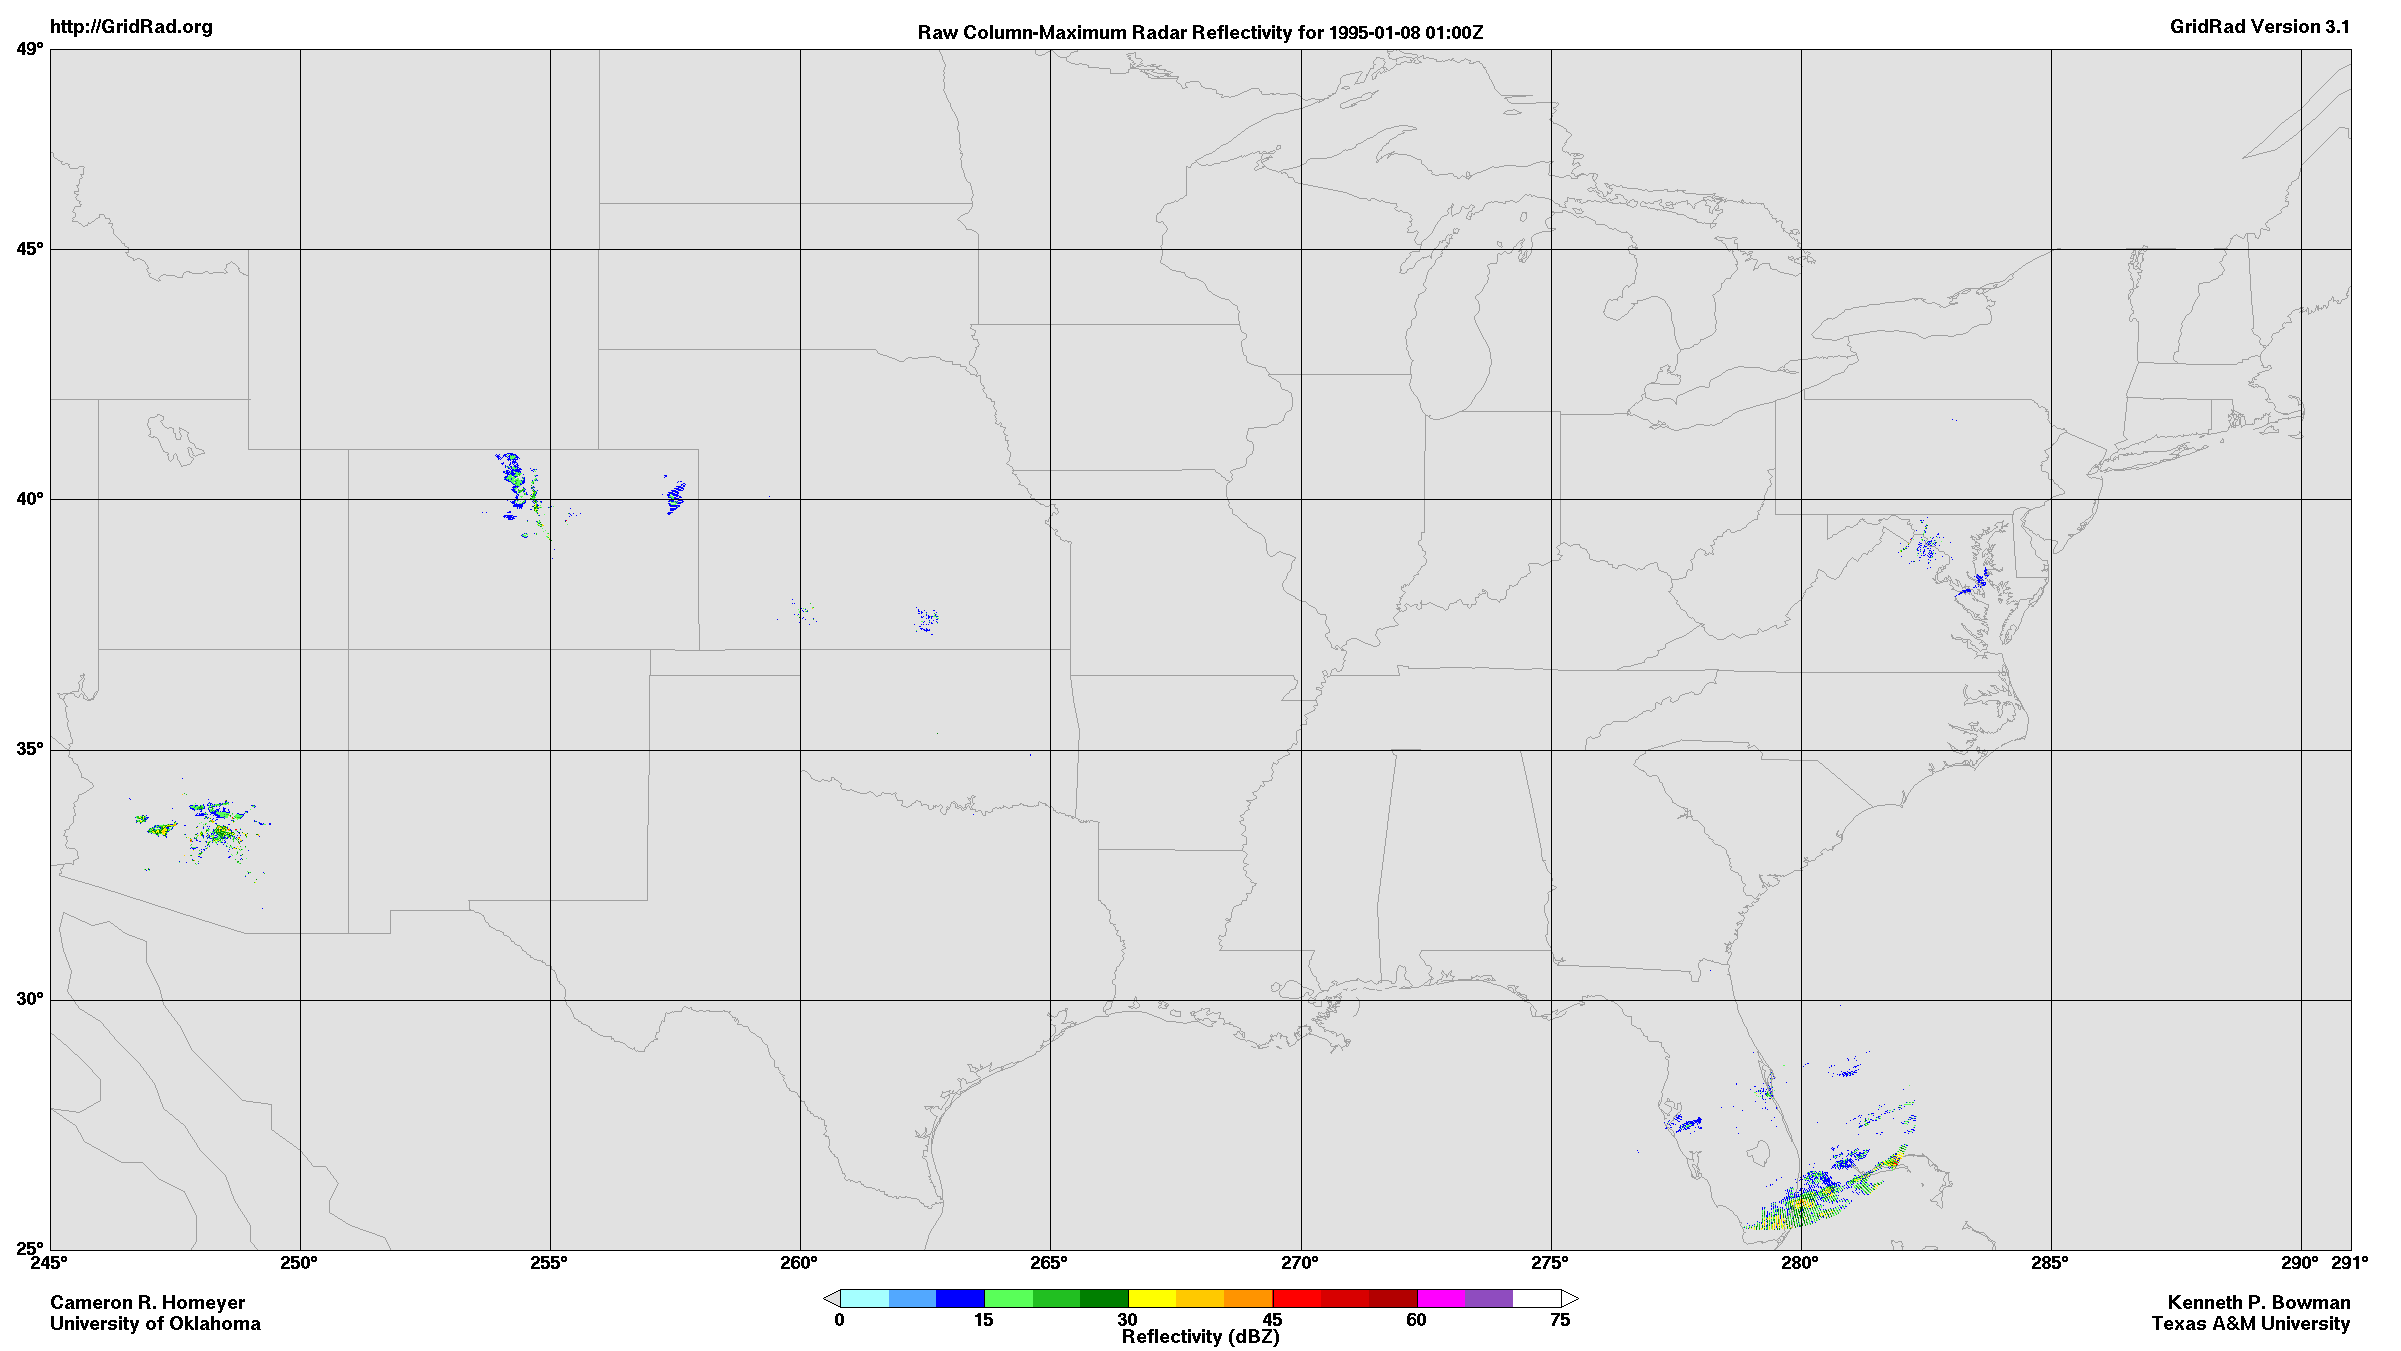 http://GridRad.org
Raw Column-Maximum Radar Reflectivity for 1995-01-08 01:00Z
GridRad Version 3.1
49°
45°
40°
35°
30°
25°
245° 250° 255° 260° 265° 270° 275° 280° 285° 290° 291°
Cameron R. Homeyer
University of Oklahoma
0 15 30 45 60 75
Reflectivity (dBZ)
Kenneth P. Bowman
Texas A&M University